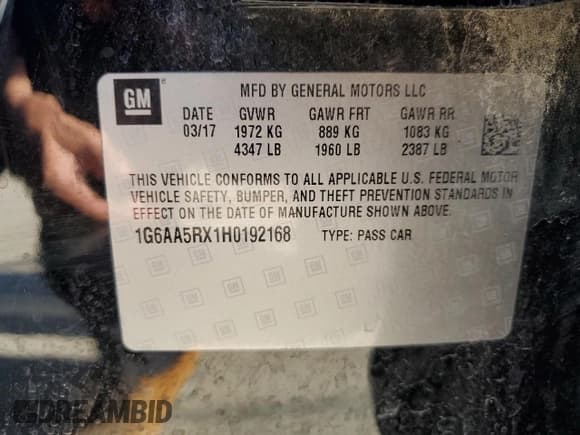 GM
®
MFD BY GENERAL MOTORS LLC
DATE GVWR GAWR FRT GAWR RR
03/17 1972 KG 889 KG 1083 KG
4347 LB 1960 LB 2387 LB
THIS VEHICLE CONFORMS TO ALL APPLICABLE U.S. FEDERAL MOTOR
VEHICLE SAFETY, BUMPER, AND THEFT PREVENTION STANDARDS IN
EFFECT ON THE DATE OF MANUFACTURE SHOWN ABOVE.
1G6AA5RX1H0192168 TYPE: PASS CAR
DREAMBID